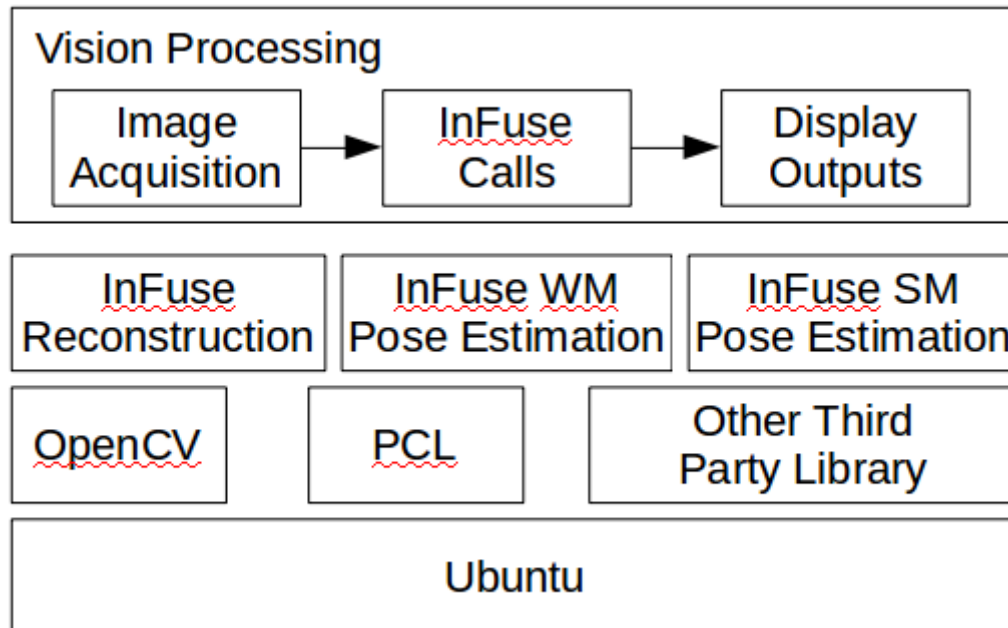 Vision Processing
Image
Acquisition
InFuse
Calls
Display
Outputs
InFuse
Reconstruction
InFuse WM
Pose Estimation
InFuse SM
Pose Estimation
OpenCV
PCL
Other Third
Party Library
Ubuntu